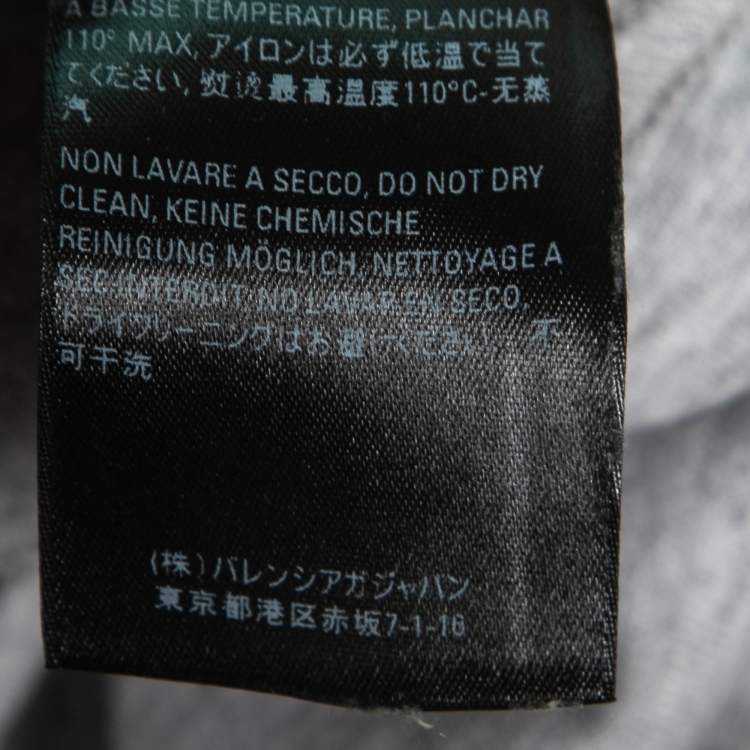 A BASSE TEMPERATURE, PLANCHAR
110° MAX, アイロンは必ず低温で当て
てください, 熨烫最高温度110°C-无蒸
汽
NON LAVARE A SECCO, DO NOT DRY
CLEAN, KEINE CHEMISCHE
REINIGUNG MÖGLICH, NETTOYAGE A
SEC INTERDIT, NO LAVAR EN SECO,
ドライクリーニングはお避けください, 不
可干洗
(株)バレンシアガジャパン
東京都港区赤坂7-1-16